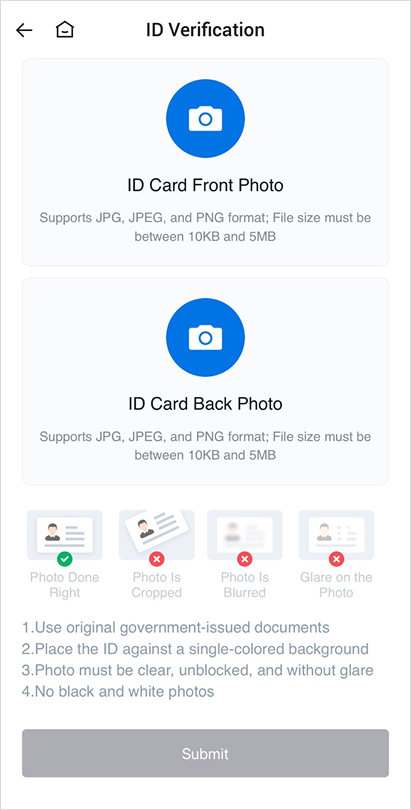 ID Verification
ID Card Front Photo
Supports JPG, JPEG, and PNG format; File size must be
between 10KB and 5MB
ID Card Back Photo
Supports JPG, JPEG, and PNG format; File size must be
between 10KB and 5MB
Photo Done
Right
Photo Is
Cropped
Photo Is
Blurred
Glare on the
Photo
1.Use original government-issued documents
2.Place the ID against a single-colored background
3.Photo must be clear, unblocked, and without glare
4.No black and white photos
Submit